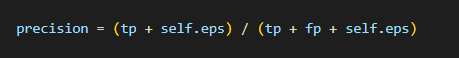 precision = (tp + self.eps) / (tp + fp + self.eps)